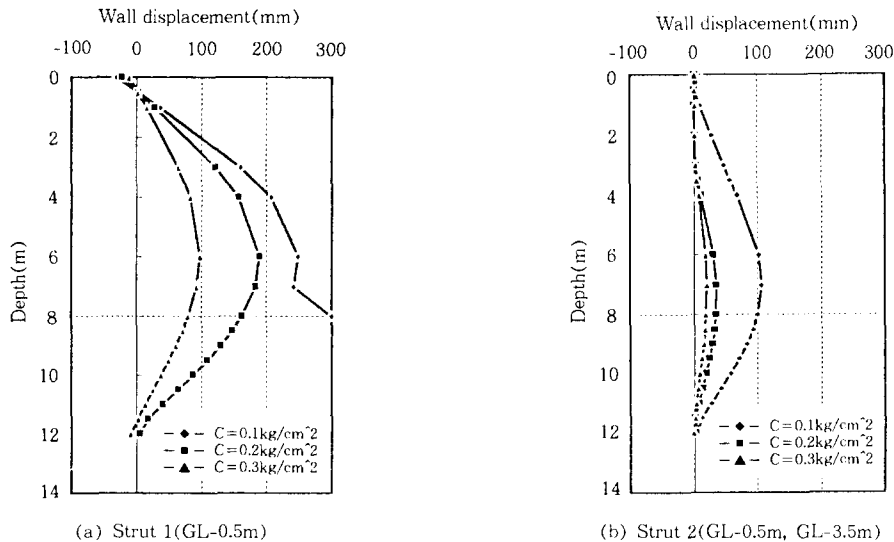 Wall displacement(mm)
-100 0 100 200 300
0
2
4
6
8
10
12
14
Depth(m)
C=0.1kg/cm^2
C=0.2kg/cm^2
C=0.3kg/cm^2
(a) Strut 1(GL-0.5m)
Wall displacement(mm)
-100 0 100 200 300
0
2
4
6
8
10
12
14
Depth(m)
C=0.1kg/cm^2
C=0.2kg/cm^2
C=0.3kg/cm^2
(b) Strut 2(GL-0.5m, GL-3.5m)